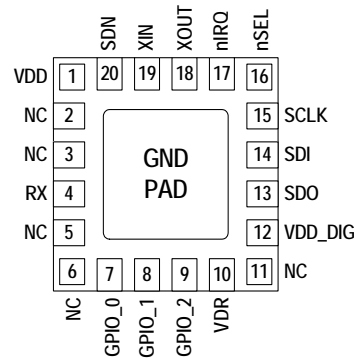 SDN XIN XOUT nIRQ nSEL
VDD 1 20 19 18 17 16
NC 2 15 SCLK
NC 3 GND 14 SDI
RX 4 PAD 13 SDO
NC 5 12 VDD_DIG
6 7 8 9 10 11 NC
NC GPIO_0 GPIO_1 GPIO_2 VDR